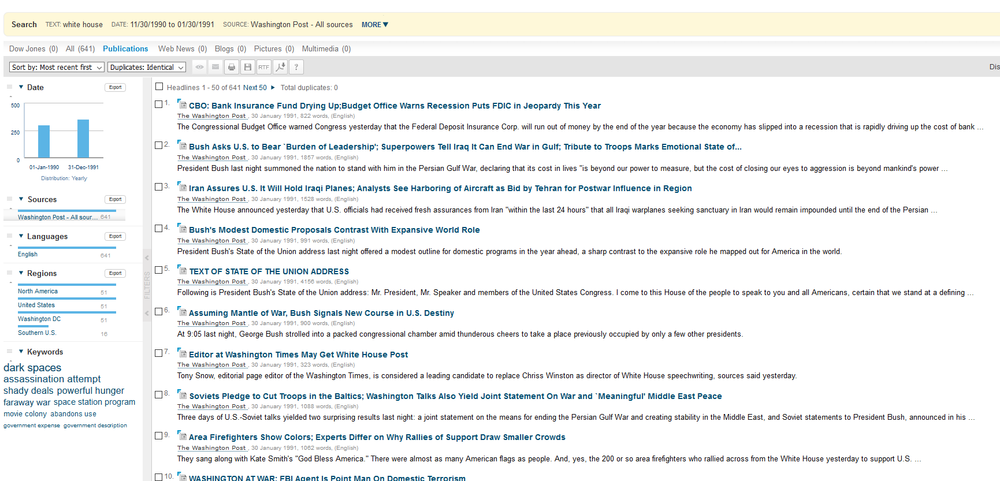 Search TEXT: white house DATE: 11/30/1990 to 01/30/1991 SOURCE: Washington Post - All sources MORE
Dow Jones (0) All (641) Publications Web News (0) Blogs (0) Pictures (0) Multimedia (0)
Sort by: Most recent first Duplicates: Identical RTF ? Dis
Date Export
500
250
0
01-Jan-1990 31-Dec-1991
Distribution: Yearly
Sources Export
Washington Post - All sour... 641
Languages Export
English 641
Regions Export
North America 51
United States 51
Washington DC 51
Southern U.S. 16
Keywords
dark spaces
assassination attempt
shady deals powerful hunger
faraway war space station program
movie colony abandons use
government expense government description
FILTERS
Headlines 1 - 50 of 641 Next 50 Total duplicates: 0
1. CBO: Bank Insurance Fund Drying Up;Budget Office Warns Recession Puts FDIC in Jeopardy This Year
The Washington Post , 30 January 1991, 822 words, (English)
The Congressional Budget Office warned Congress yesterday that the Federal Deposit Insurance Corp. will run out of money by the end of the year because the economy has slipped into a recession that is rapidly driving up the cost of bank ...
2. Bush Asks U.S. to Bear `Burden of Leadership'; Superpowers Tell Iraq It Can End War in Gulf; Tribute to Troops Marks Emotional State of...
The Washington Post , 30 January 1991, 1857 words, (English)
President Bush last night summoned the nation to stand with him in the Persian Gulf War, declaring that its cost in lives "is beyond our power to measure, but the cost of closing our eyes to aggression is beyond mankind's power ...
3. Iran Assures U.S. It Will Hold Iraqi Planes; Analysts See Harboring of Aircraft as Bid by Tehran for Postwar Influence in Region
The Washington Post , 30 January 1991, 1528 words, (English)
The White House announced yesterday that U.S. officials had received fresh assurances from Iran "within the last 24 hours" that all Iraqi warplanes seeking sanctuary in Iran would remain impounded until the end of the Persian ...
4. Bush's Modest Domestic Proposals Contrast With Expansive World Role
The Washington Post , 30 January 1991, 991 words, (English)
President Bush's State of the Union address last night offered a modest outline for domestic programs in the year ahead, a sharp contrast to the expansive role he mapped out for America in the world.
5. TEXT OF STATE OF THE UNION ADDRESS
The Washington Post , 30 January 1991, 4156 words, (English)
Following is President Bush's State of the Union address: Mr. President, Mr. Speaker and members of the United States Congress. I come to this House of the people to speak to you and all Americans, certain that we stand at a defining ...
6. Assuming Mantle of War, Bush Signals New Course in U.S. Destiny
The Washington Post , 30 January 1991, 900 words, (English)
At 9:05 last night, George Bush strolled into a packed congressional chamber amid thunderous cheers to take a place previously occupied by only a few other presidents.
7. Editor at Washington Times May Get White House Post
The Washington Post , 30 January 1991, 323 words, (English)
Tony Snow, editorial page editor of the Washington Times, is considered a leading candidate to replace Chriss Winston as director of White House speechwriting, sources said yesterday.
8. Soviets Pledge to Cut Troops in the Baltics; Washington Talks Also Yield Joint Statement On War and `Meaningful' Middle East Peace
The Washington Post , 30 January 1991, 1088 words, (English)
Three days of U.S.-Soviet talks yielded two surprising results last night: a joint statement on the means for ending the Persian Gulf War and creating stability in the Middle East, and Soviet statements to President Bush, announced in his ...
9. Area Firefighters Show Colors; Experts Differ on Why Rallies of Support Draw Smaller Crowds
The Washington Post , 30 January 1991, 1062 words, (English)
They sang along with Kate Smith's "God Bless America." There were almost as many American flags as people. And, yes, the 200 or so area firefighters who rallied across from the White House yesterday to support U.S. ...
10. WASHINGTON AT WAR: FBI Agent Is Point Man On Domestic Terrorism